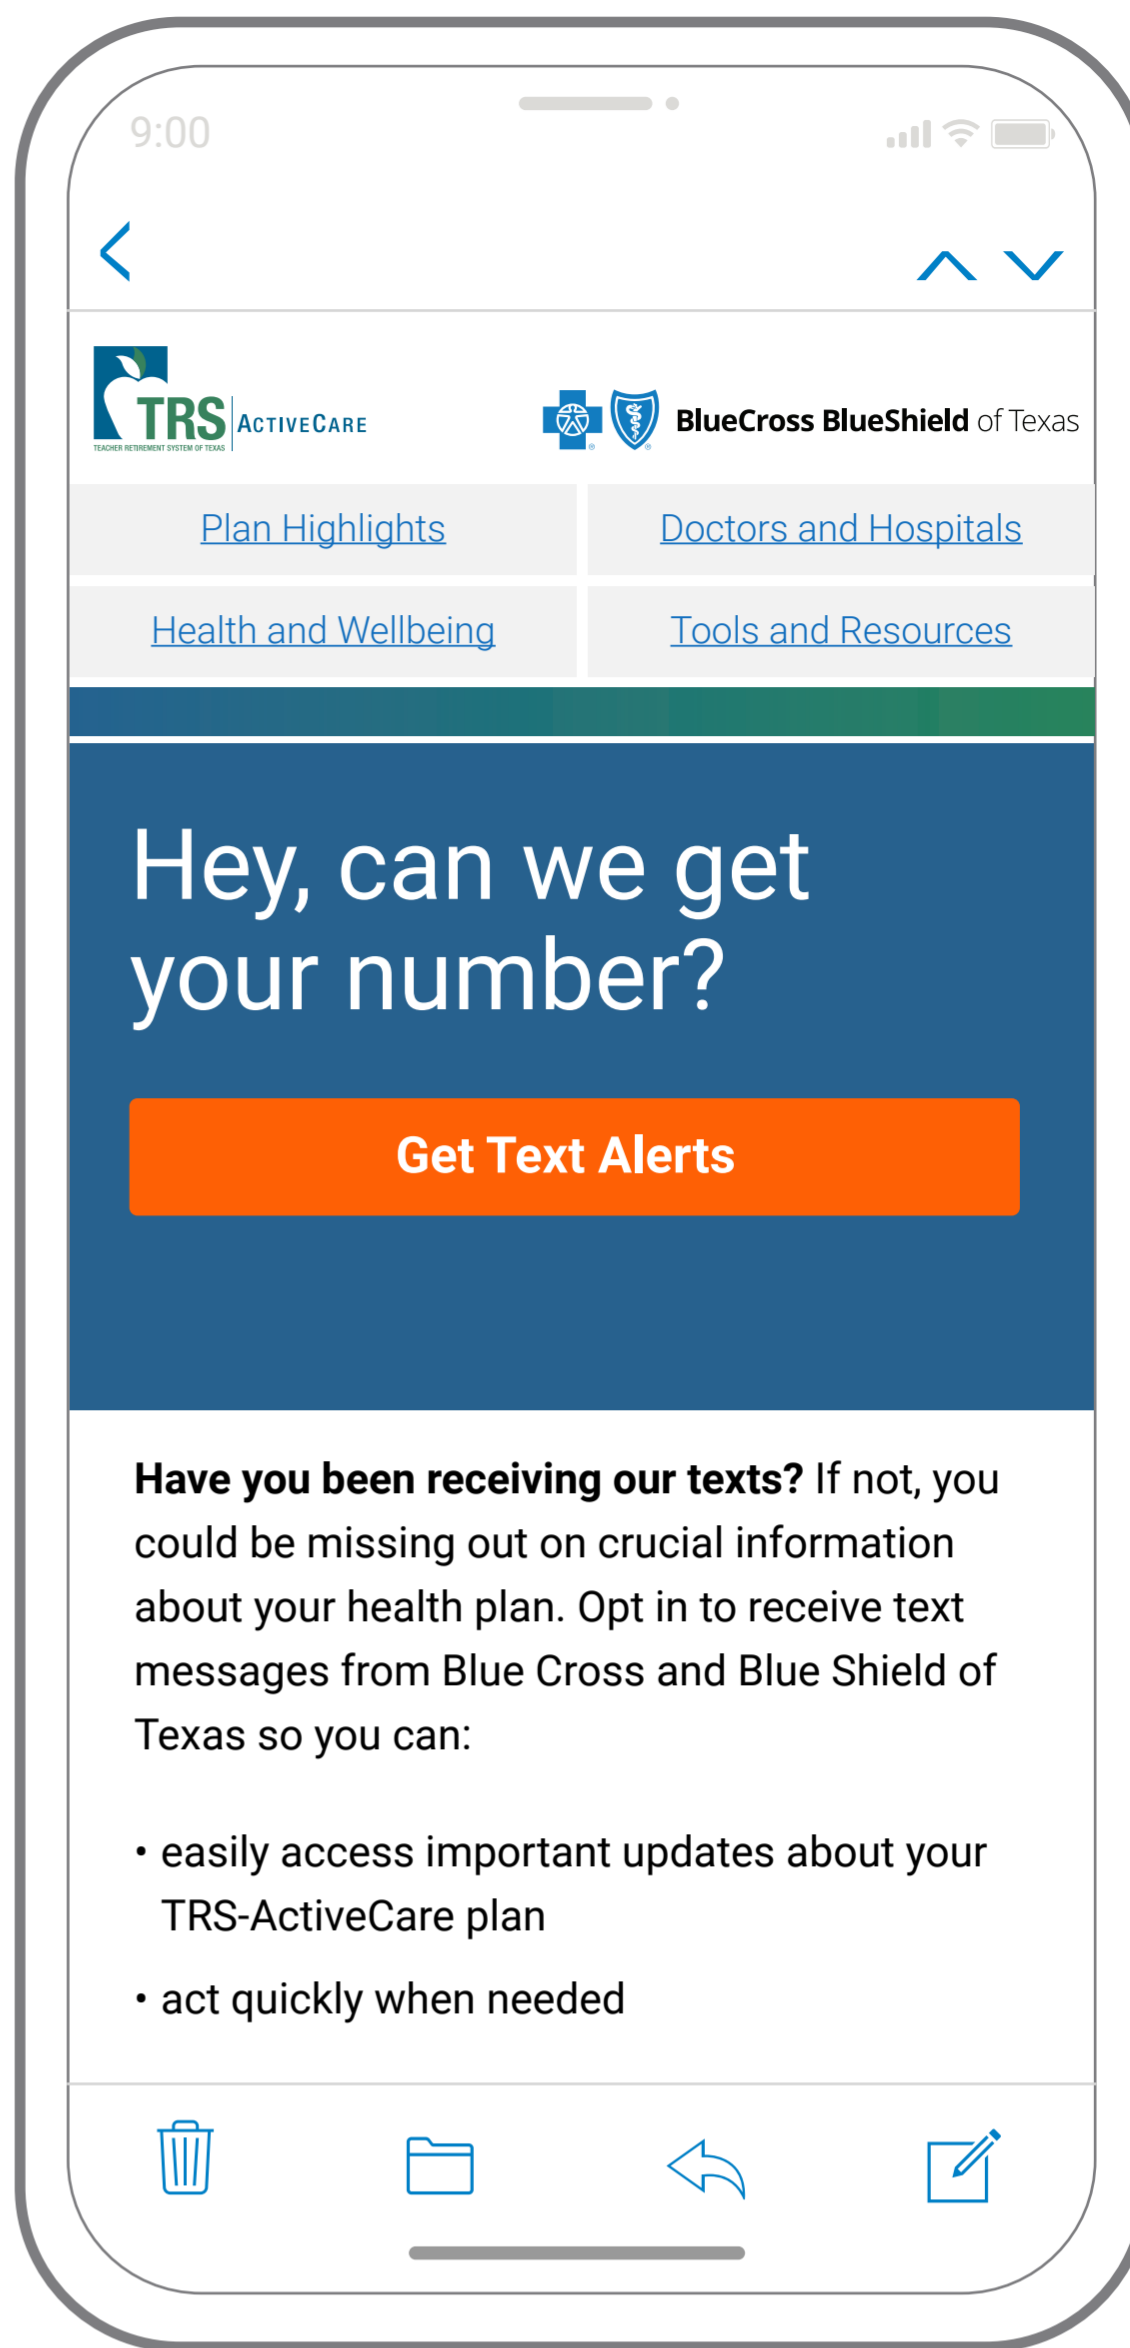 9:00
TRS
ACTIVECARE
TEACHER RETIREMENT SYSTEM OF TEXAS
BlueCross BlueShield of Texas
Plan Highlights
Doctors and Hospitals
Health and Wellbeing
Tools and Resources
Hey, can we get
your number?
Get Text Alerts
Have you been receiving our texts? If not, you
could be missing out on crucial information
about your health plan. Opt in to receive text
messages from Blue Cross and Blue Shield of
Texas so you can:
• easily access important updates about your
TRS-ActiveCare plan
• act quickly when needed